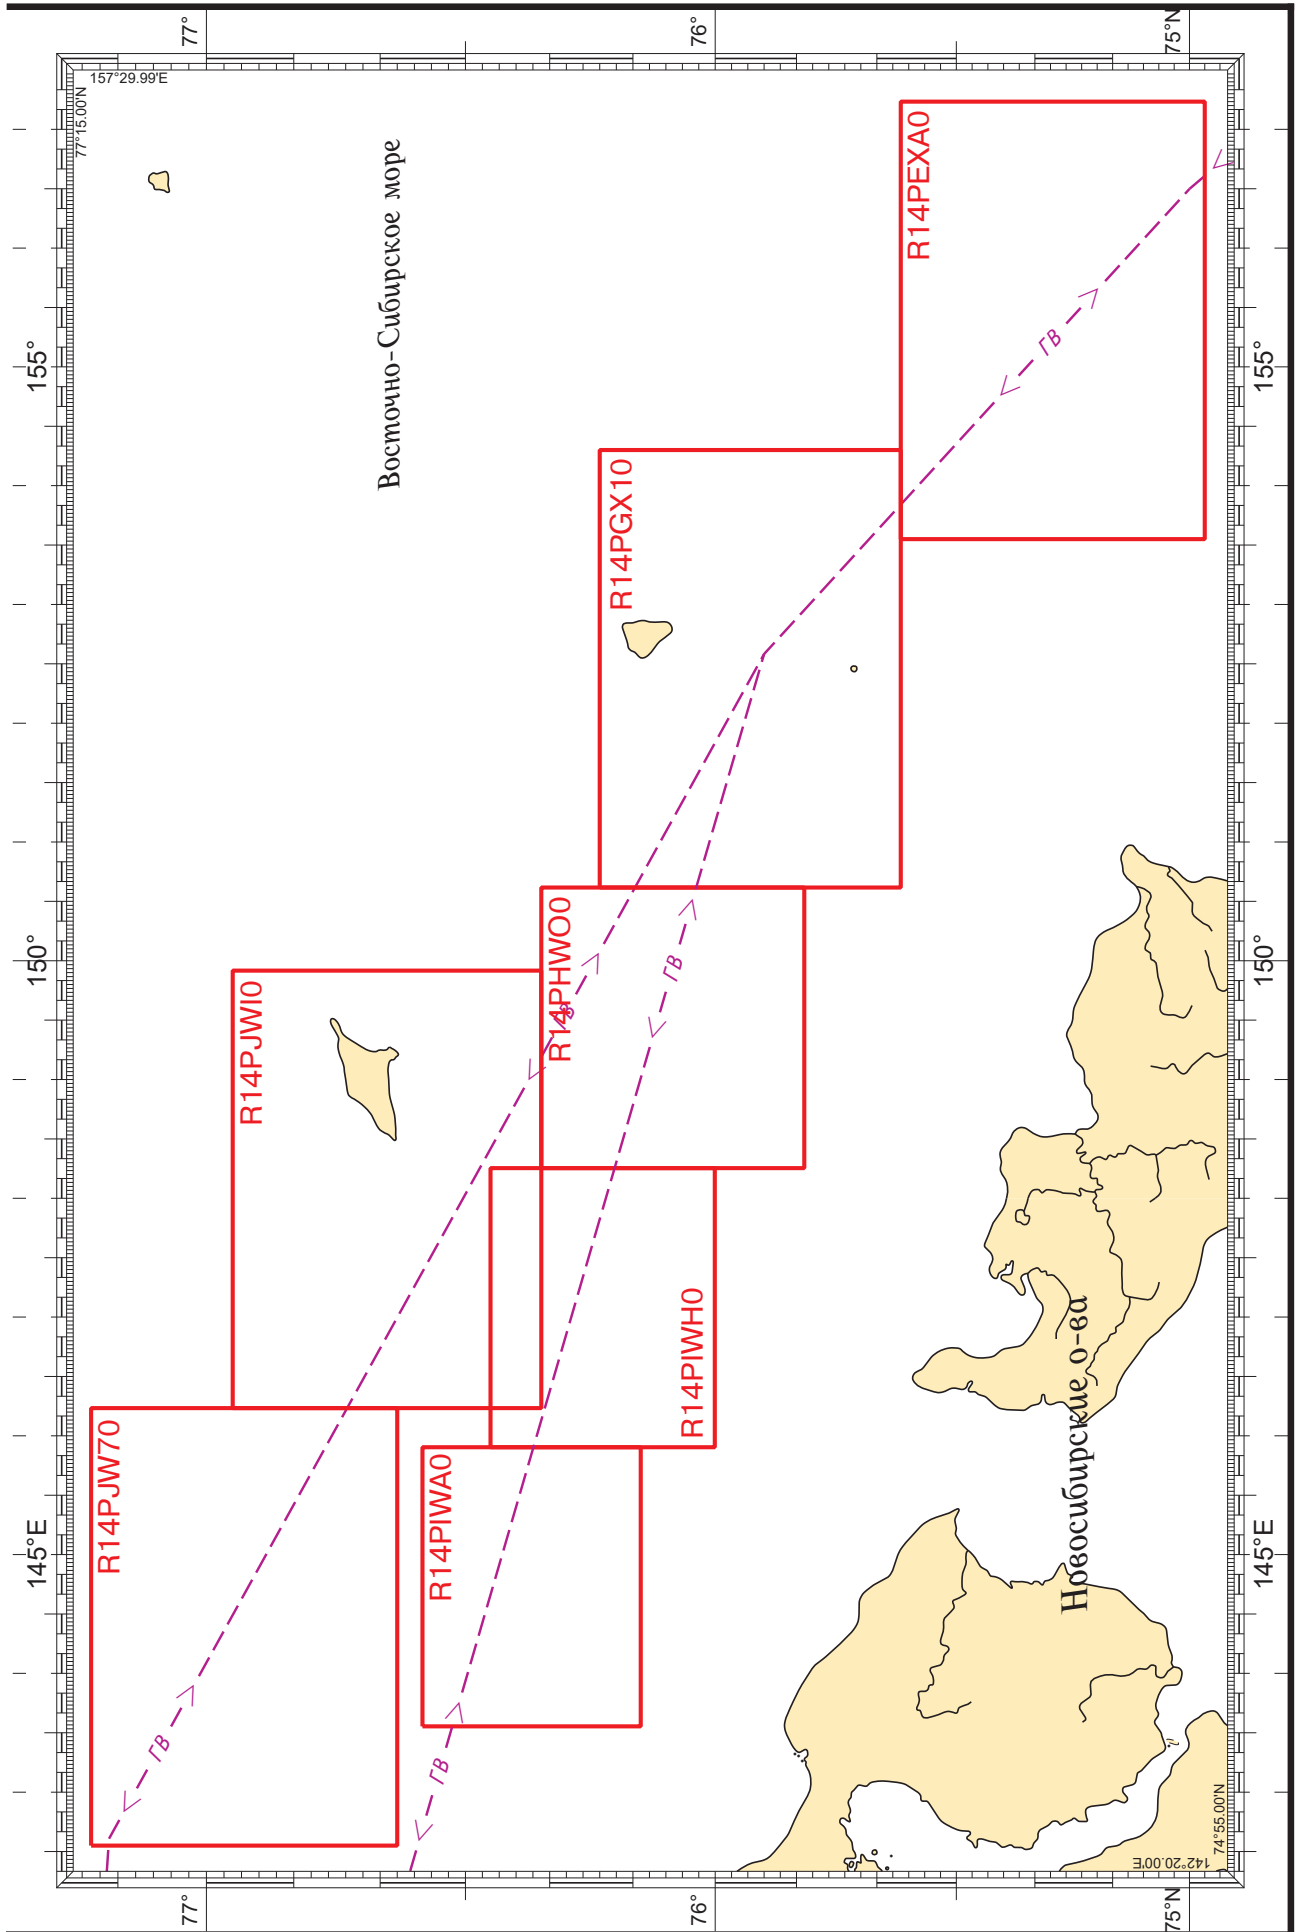 77°
76°
75°N
77°15.00'N
157°29.99'E
Восточно-Сибирское море
155°
155°
150°
150°
145°E
145°E
R14PEXA0
R14PGX10
R14PHWO0
R14PJWI0
R14PIWH0
R14PIWA0
R14PJW70
ГВ
ГВ
ГВ
ГВ
ГВ
Новосибирские о-ва
142°20.00'E
74°55.00'N
77°
76°
75°N